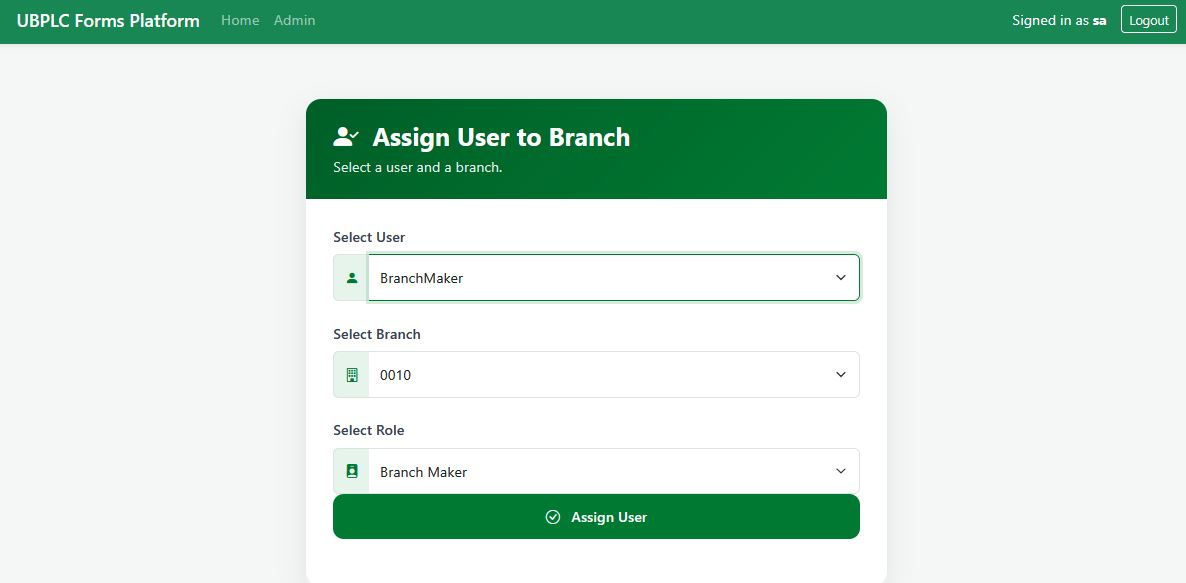 UBPLC Forms Platform Home Admin Signed in as sa Logout
Assign User to Branch
Select a user and a branch.
Select User
BranchMaker
Select Branch
0010
Select Role
Branch Maker
Assign User